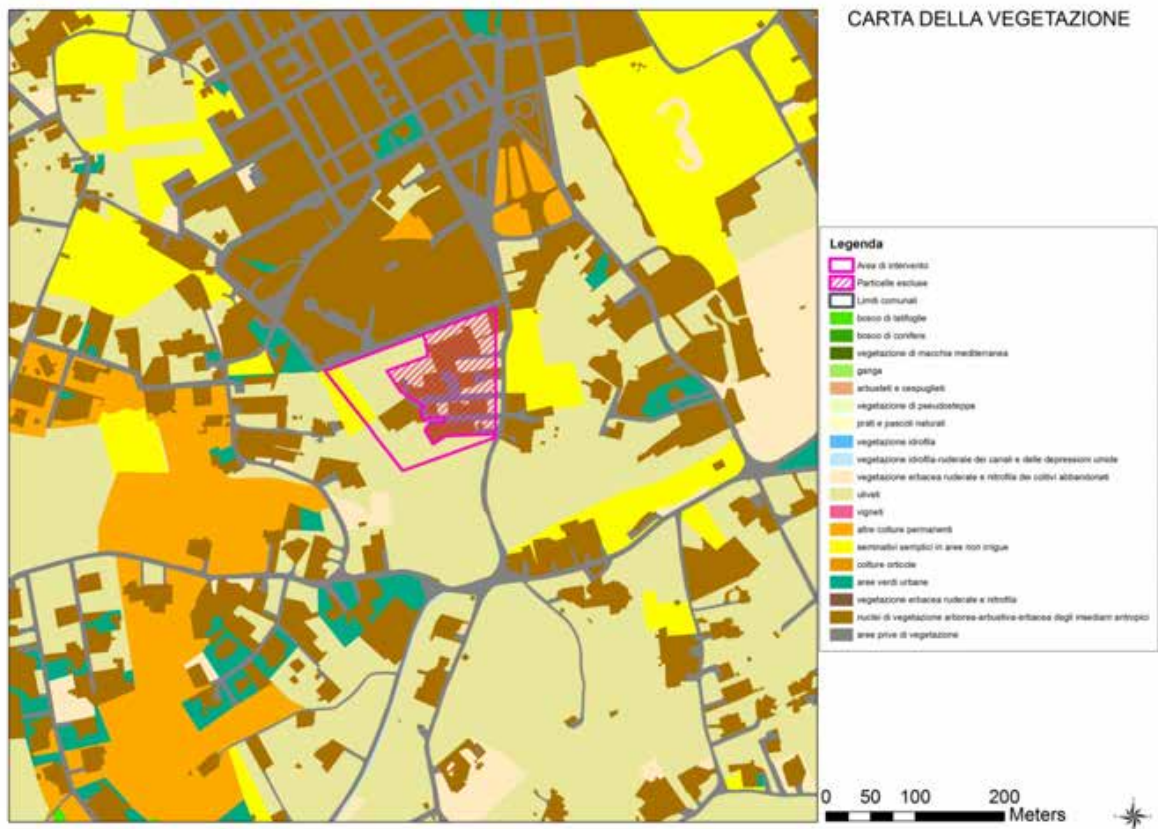 CARTA DELLA VEGETAZIONE
Legenda
Area di intervento
Particelle escluse
Limiti comunali
bosco di latifoglie
bosco di conifere
vegetazione di macchia mediterranea
gariga
arbusteti e cespuglieti
vegetazione di pseudosteppa
prati e pascoli naturali
vegetazione idrofila
vegetazione idrofila-ruderale dei canali e delle depressioni umide
vegetazione erbacea ruderale e nitrofila dei coltivi abbandonati
uliveti
vigneti
altre colture permanenti
seminativi semplici in aree non irrigue
colture orticole
aree verdi urbane
vegetazione erbacea ruderale e nitrofila
nuclei di vegetazione arborea-arbustiva-erbacea degli insediam antropici
aree prive di vegetazione
0 50 100 200
Meters